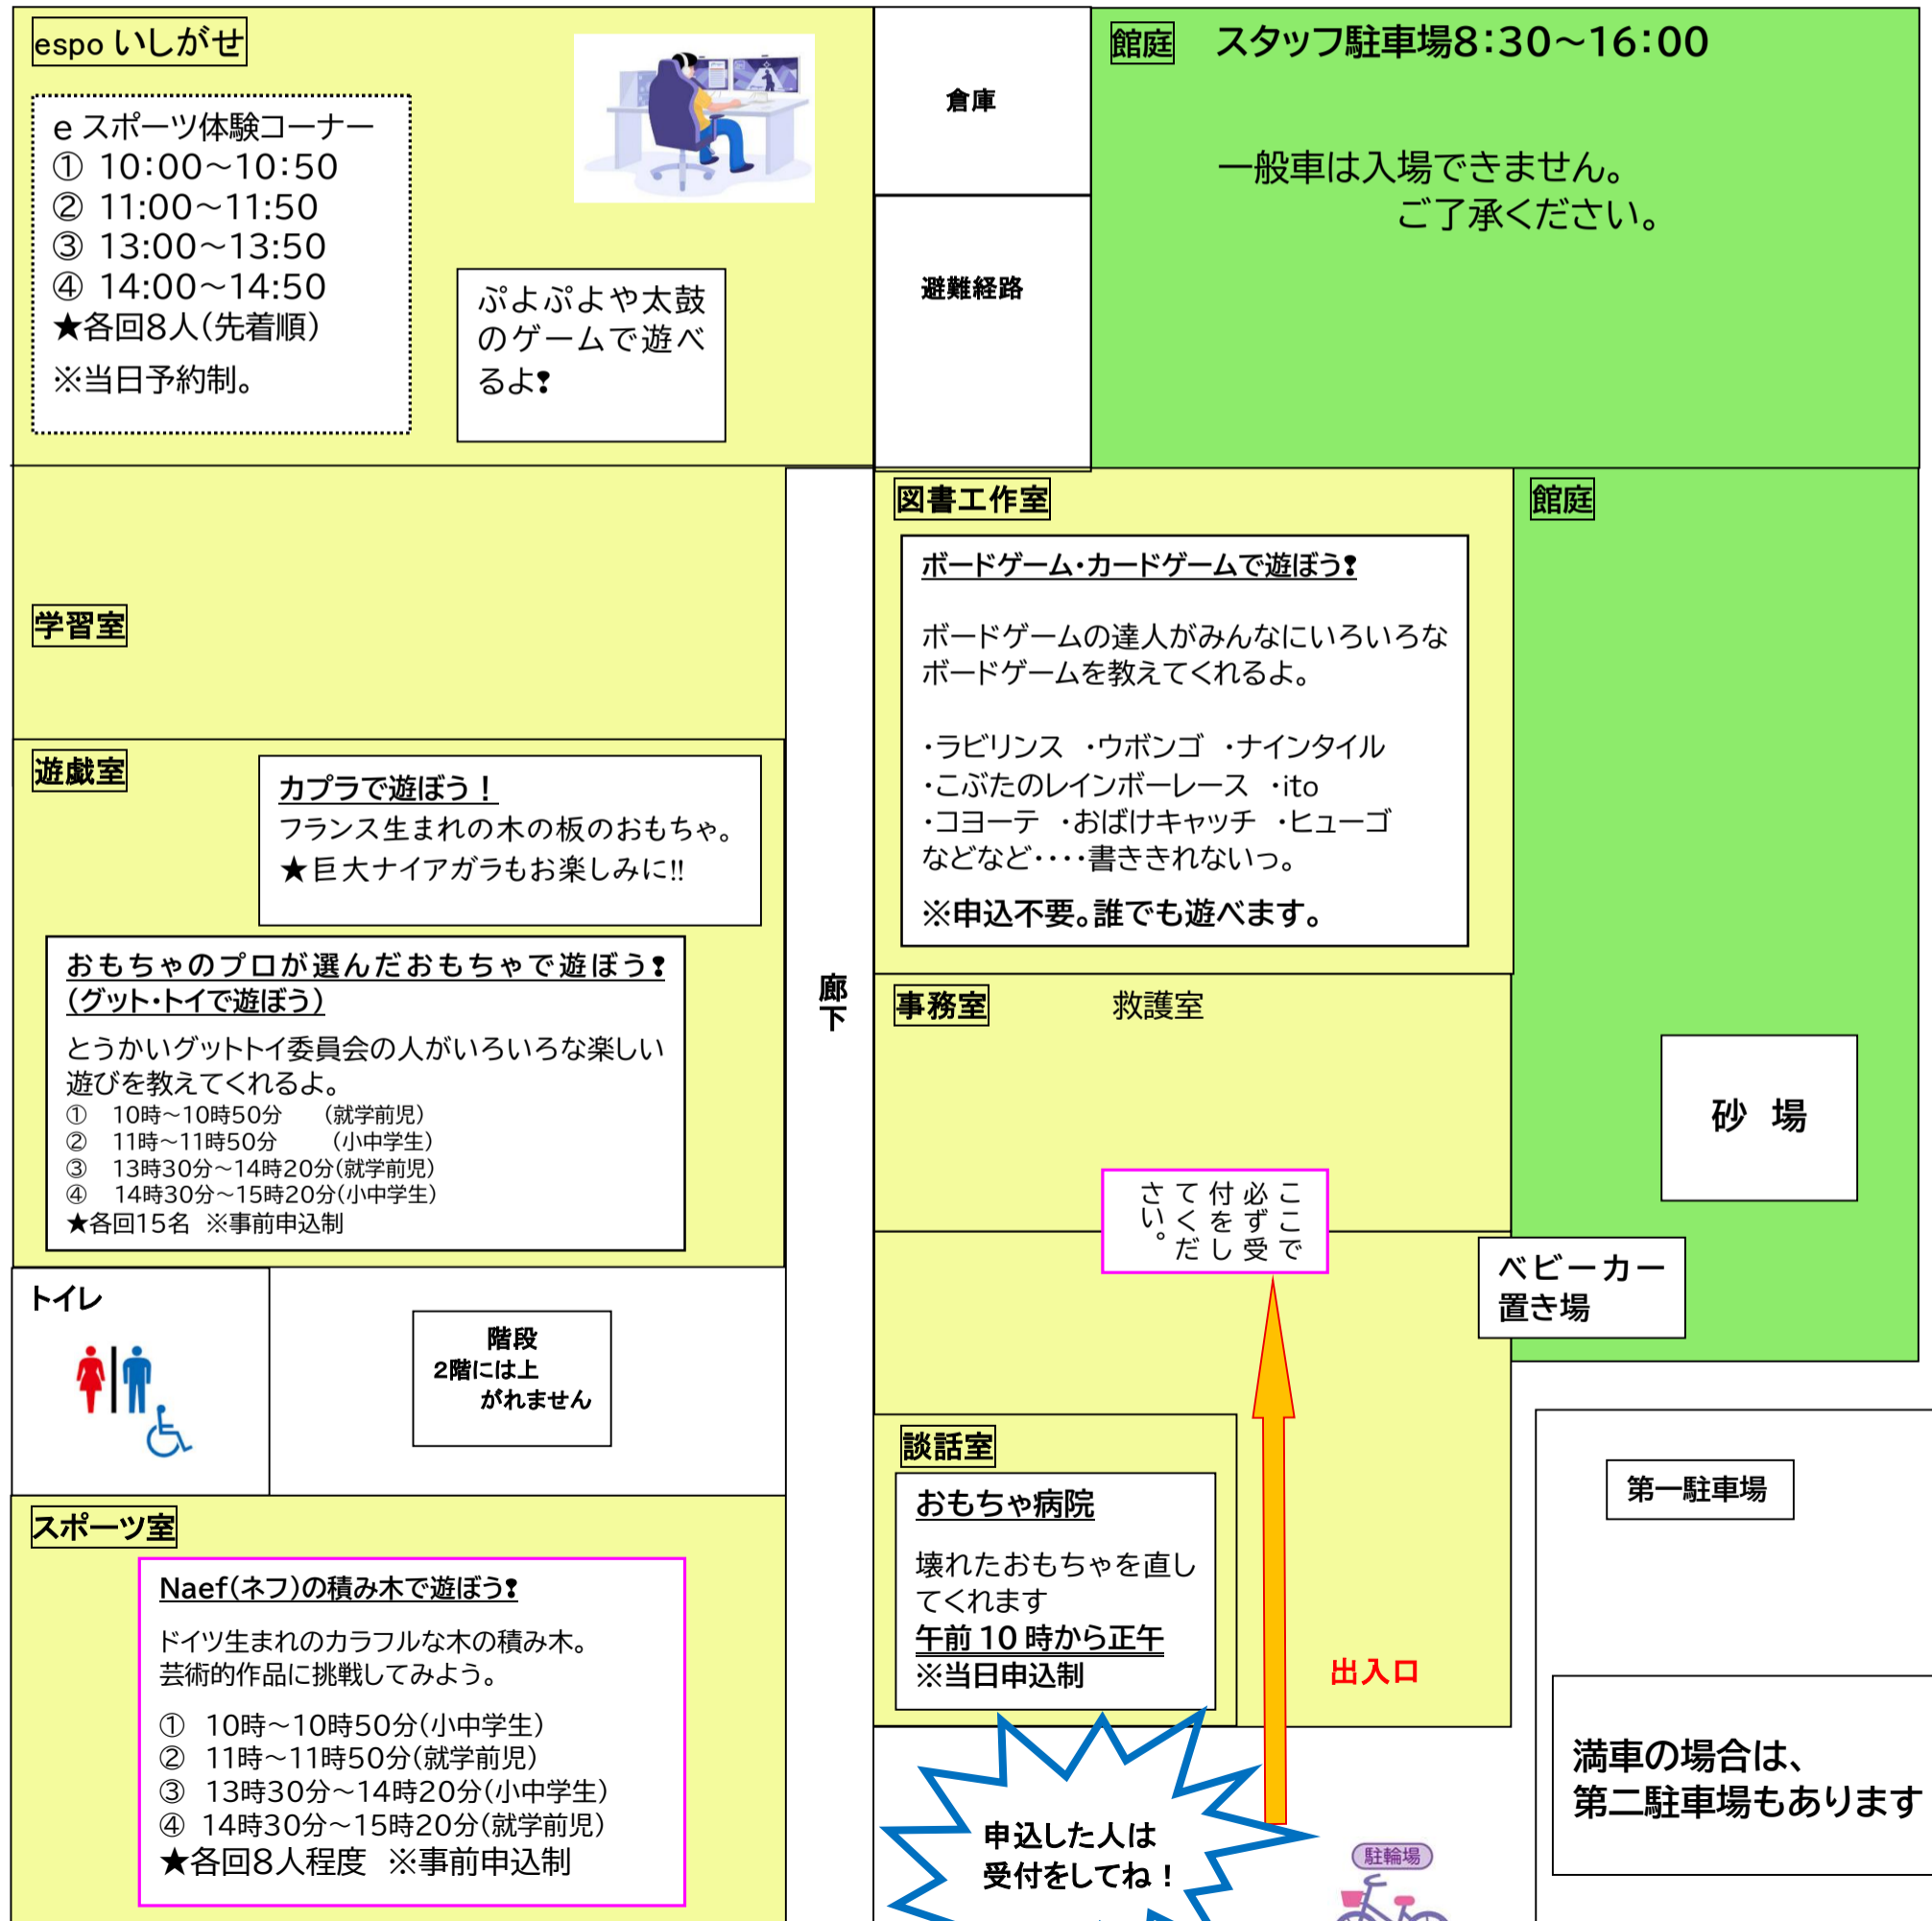 espo いしがせ
e スポーツ体験コーナー
① 10：00～10：50
② 11:00～11:50
③ 13:00～13:50
④ 14:00～14:50
★各回8人（先着順）
※当日予約制。
ぷよぷよや太鼓
のゲームで遊べ
るよ❢
倉庫
避難経路
館庭 スタッフ駐車場8：30～16：00
一般車は入場できません。
ご了承ください。
学習室
図書工作室
ボードゲーム・カードゲームで遊ぼう❢
ボードゲームの達人がみんなにいろいろな
ボードゲームを教えてくれるよ。
・ラビリンス ・ウボンゴ ・ナインタイル
・こぶたのレインボーレース ・ito
・コヨーテ ・おばけキャッチ ・ヒューゴ
などなど・・・・書ききれないっ。
※申込不要。誰でも遊べます。
館庭
砂 場
遊戯室
カプラで遊ぼう！
フランス生まれの木の板のおもちゃ。
★巨大ナイアガラもお楽しみに!!
おもちゃのプロが選んだおもちゃで遊ぼう❢
（グット・トイで遊ぼう）
とうかいグットトイ委員会の人がいろいろな楽しい
遊びを教えてくれるよ。
① 10時～10時50分 （就学前児）
② 11時～11時50分 （小中学生）
③ 13時30分～14時20分（就学前児）
④ 14時30分～15時20分（小中学生）
★各回15名 ※事前申込制
廊下
事務室 救護室
ここで
必ず受
付をし
てくだ
さい。
ベビーカー
置き場
トイレ
階段
2階には上
がれません
談話室
おもちゃ病院
壊れたおもちゃを直し
てくれます
午前 10 時から正午
※当日申込制
出入口
第一駐車場
満車の場合は、
第二駐車場もあります
スポーツ室
Naef（ネフ）の積み木で遊ぼう❢
ドイツ生まれのカラフルな木の積み木。
芸術的作品に挑戦してみよう。
① 10時～10時50分（小中学生）
② 11時～11時50分（就学前児）
③ 13時30分～14時20分（小中学生）
④ 14時30分～15時20分（就学前児）
★各回8人程度 ※事前申込制
申込した人は
受付をしてね！
駐輪場